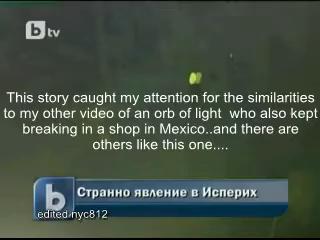 b tv
This story caught my attention for the similarities
to my other video of an orb of light  who also kept
breaking in a shop in Mexico..and there are
others like this one....
b Странно явление в Исперих
edited nyc812